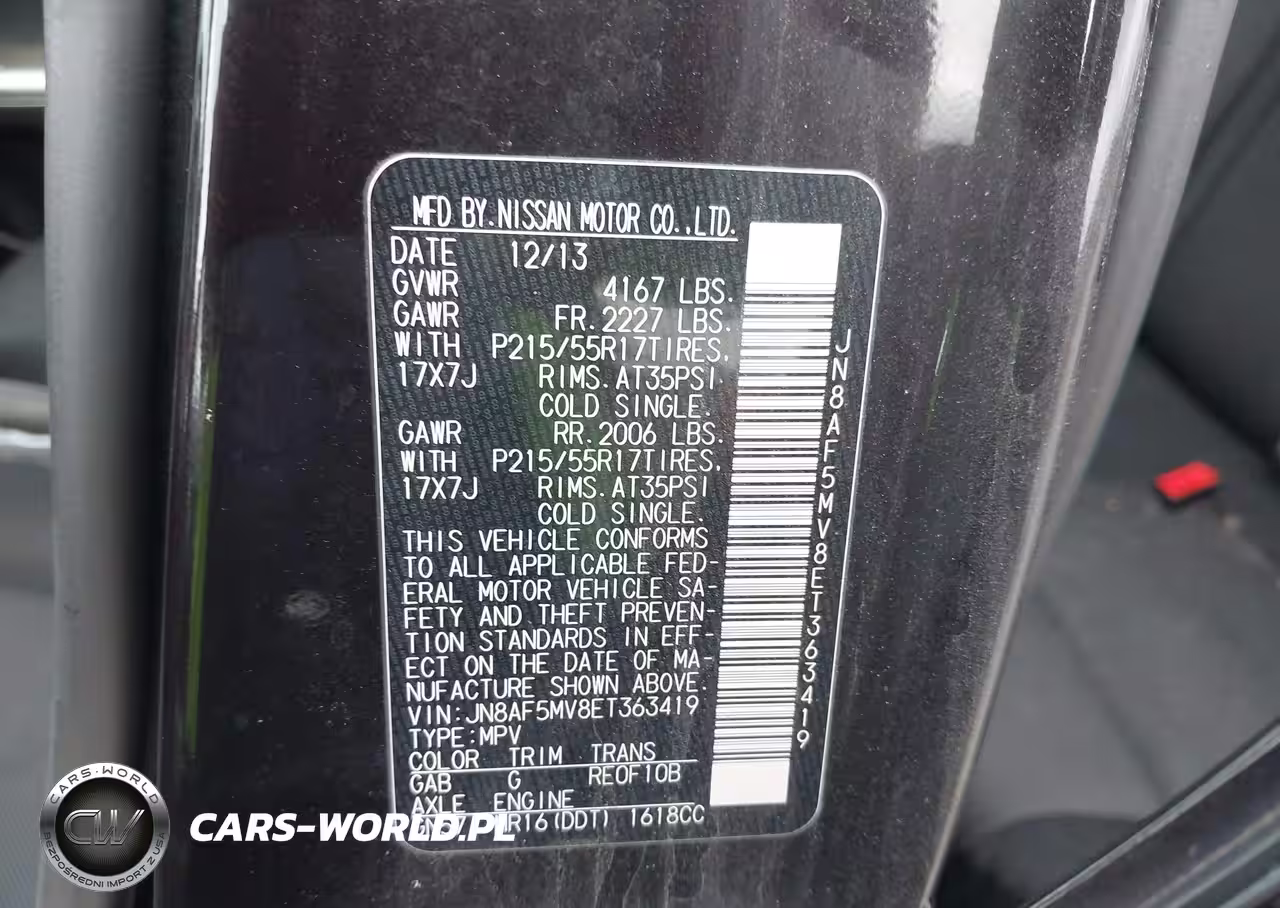 MFD BY.NISSAN MOTOR CO.,LTD.
DATE 12/13
GVWR 4167 LBS.
GAWR FR.2227 LBS.
WITH P215/55R17TIRES.
17X7J RIMS.AT35PSI
COLD SINGLE.
GAWR RR.2006 LBS.
WITH P215/55R17TIRES.
17X7J RIMS.AT35PSI
COLD SINGLE.
THIS VEHICLE CONFORMS
TO ALL APPLICABLE FED-
ERAL MOTOR VEHICLE SA-
FETY AND THEFT PREVEN-
TION STANDARDS IN EFF-
ECT ON THE DATE OF MA-
NUFACTURE SHOWN ABOVE.
VIN:JN8AF5MV8ET363419
TYPE:MPV
COLOR TRIM TRANS
GAB G RE0F10B
AXLE ENGINE
(DDT) 1618CC
JN8AF5MV8ET363419
CARS-WORLD
CW
BEZPOŚREDNI IMPORT Z USA
CARS-WORLD.PL